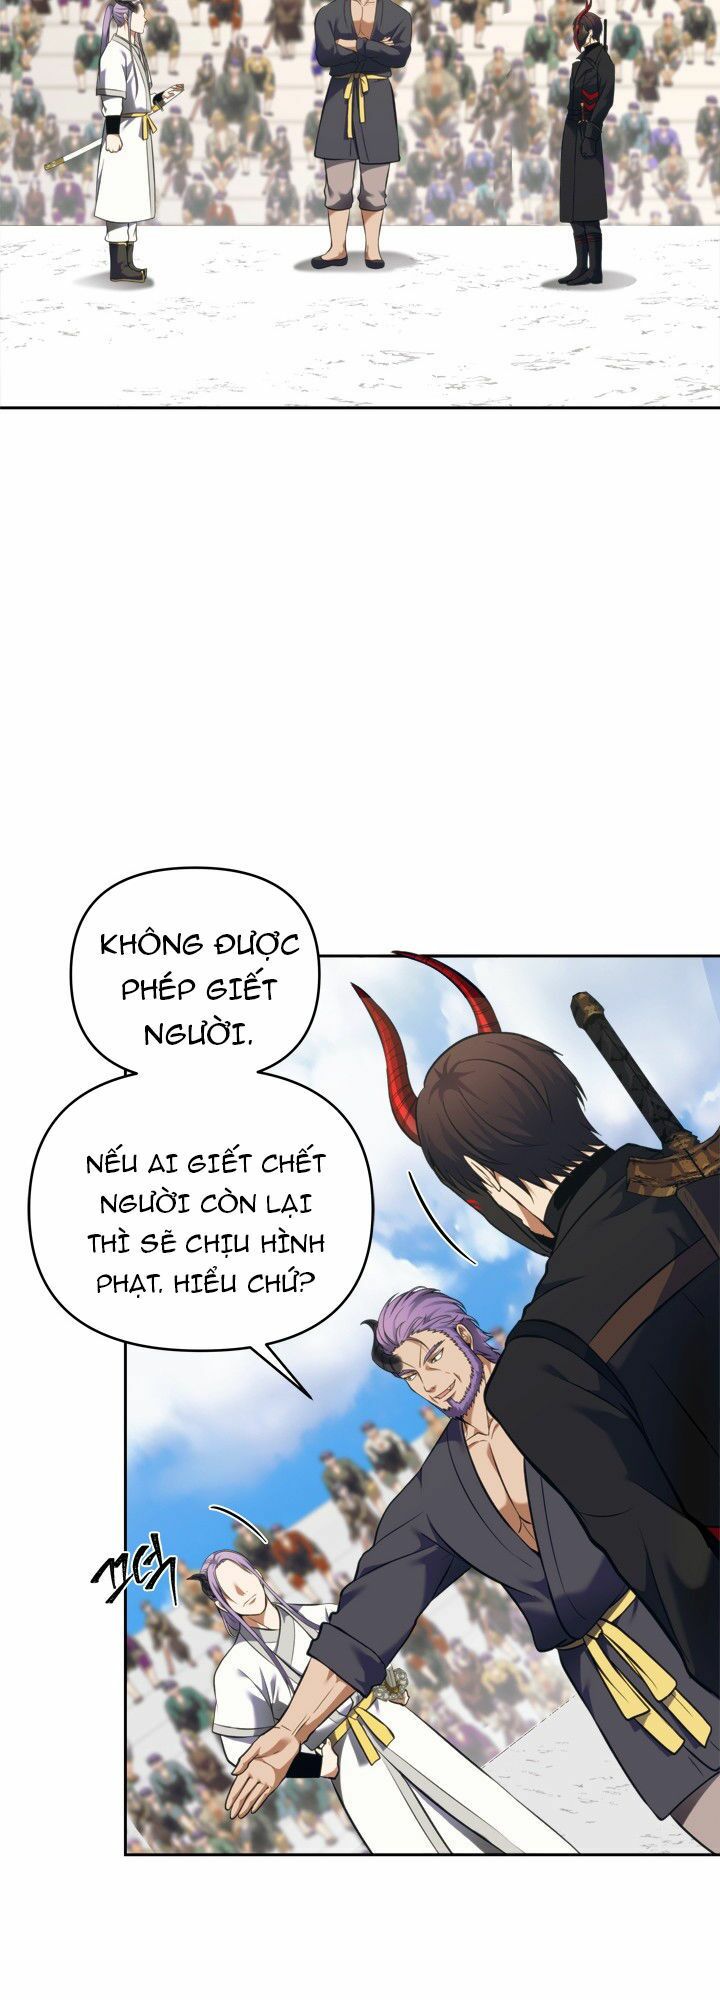 KHÔNG ĐƯỢC
PHÉP GIẾT
NGƯỜI.
NẾU AI GIẾT CHẾT
NGƯỜI CÒN LẠI
THÌ SẼ CHỊU HÌNH
PHẠT, HIỂU CHỨ?